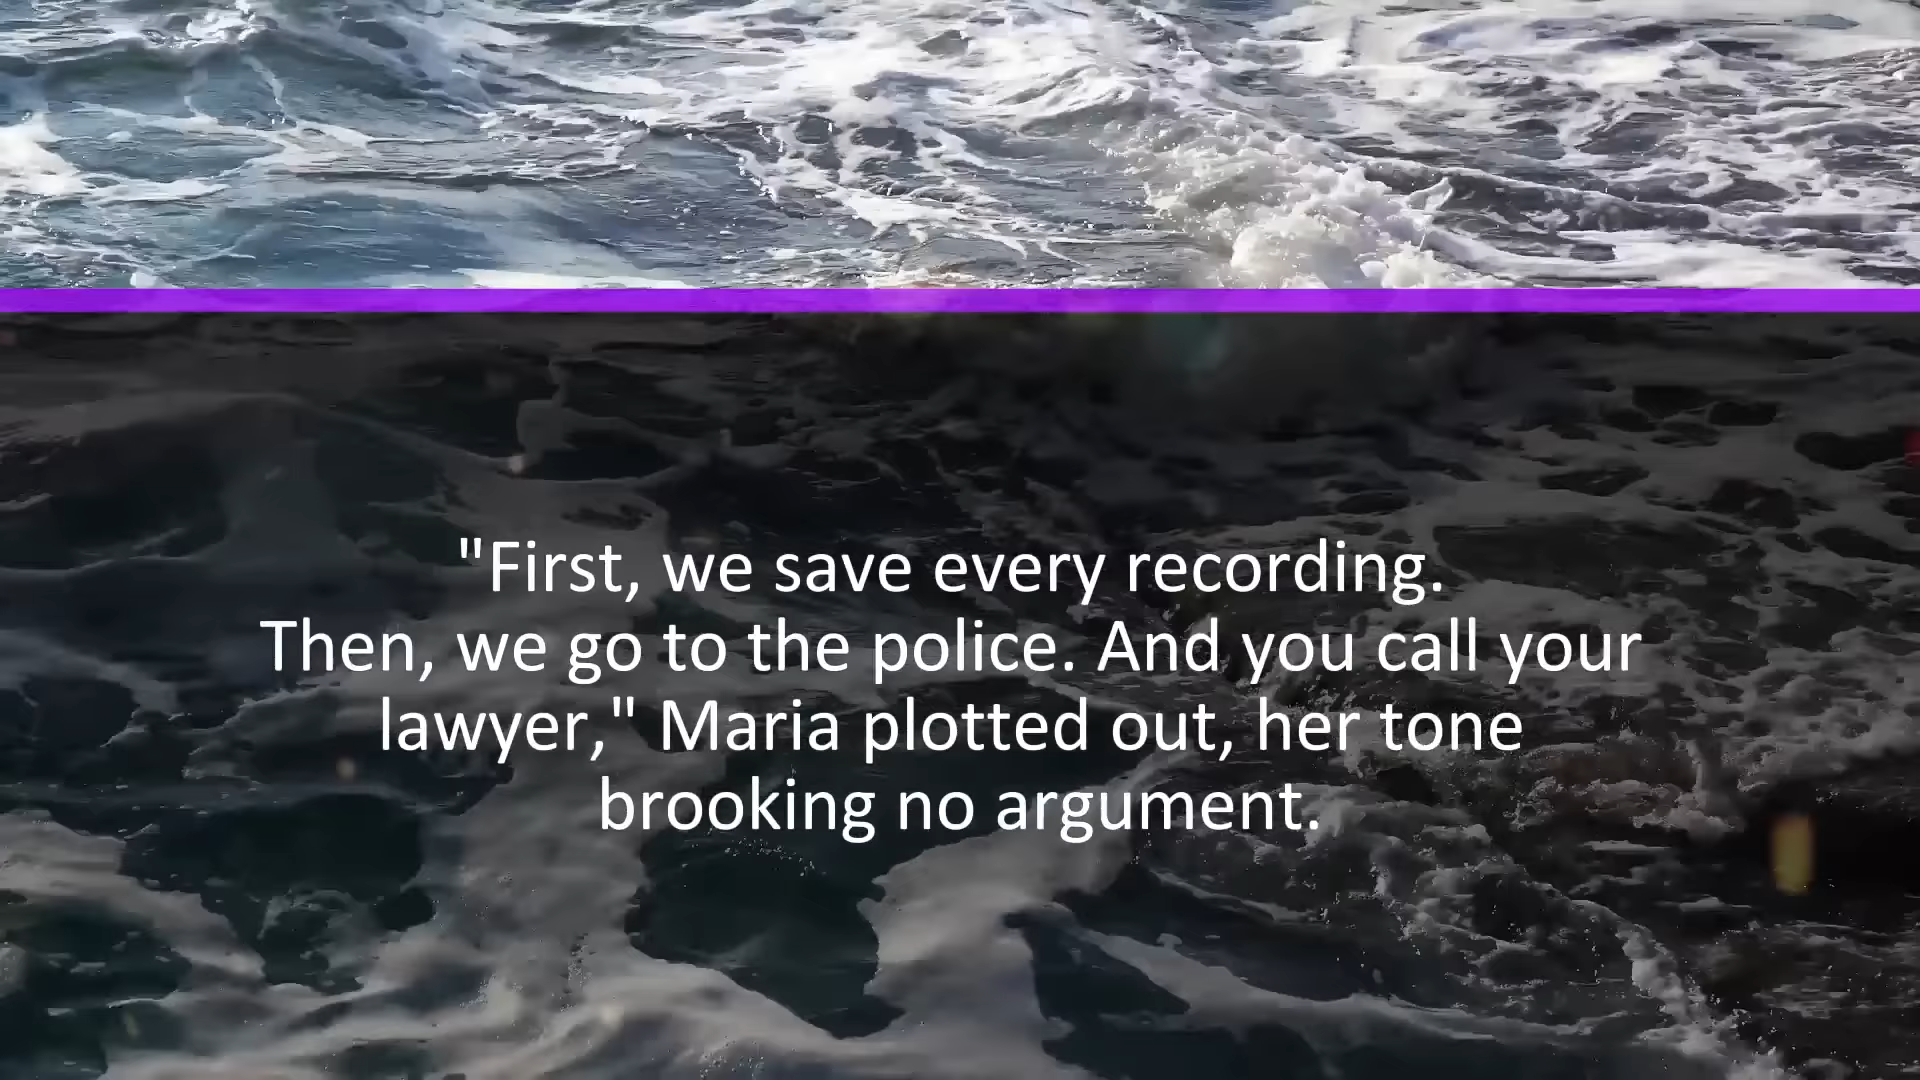 "First, we save every recording.
Then, we go to the police. And you call your
lawyer," Maria plotted out, her tone
brooking no argument.